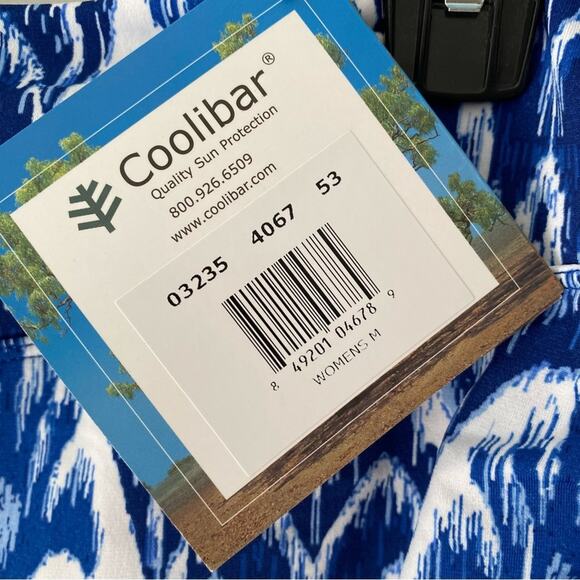 Coolibar®
Quality Sun Protection
800.926.6509
www.coolibar.com
03235 4067 53
8 49201 04678 9
WOMENS M